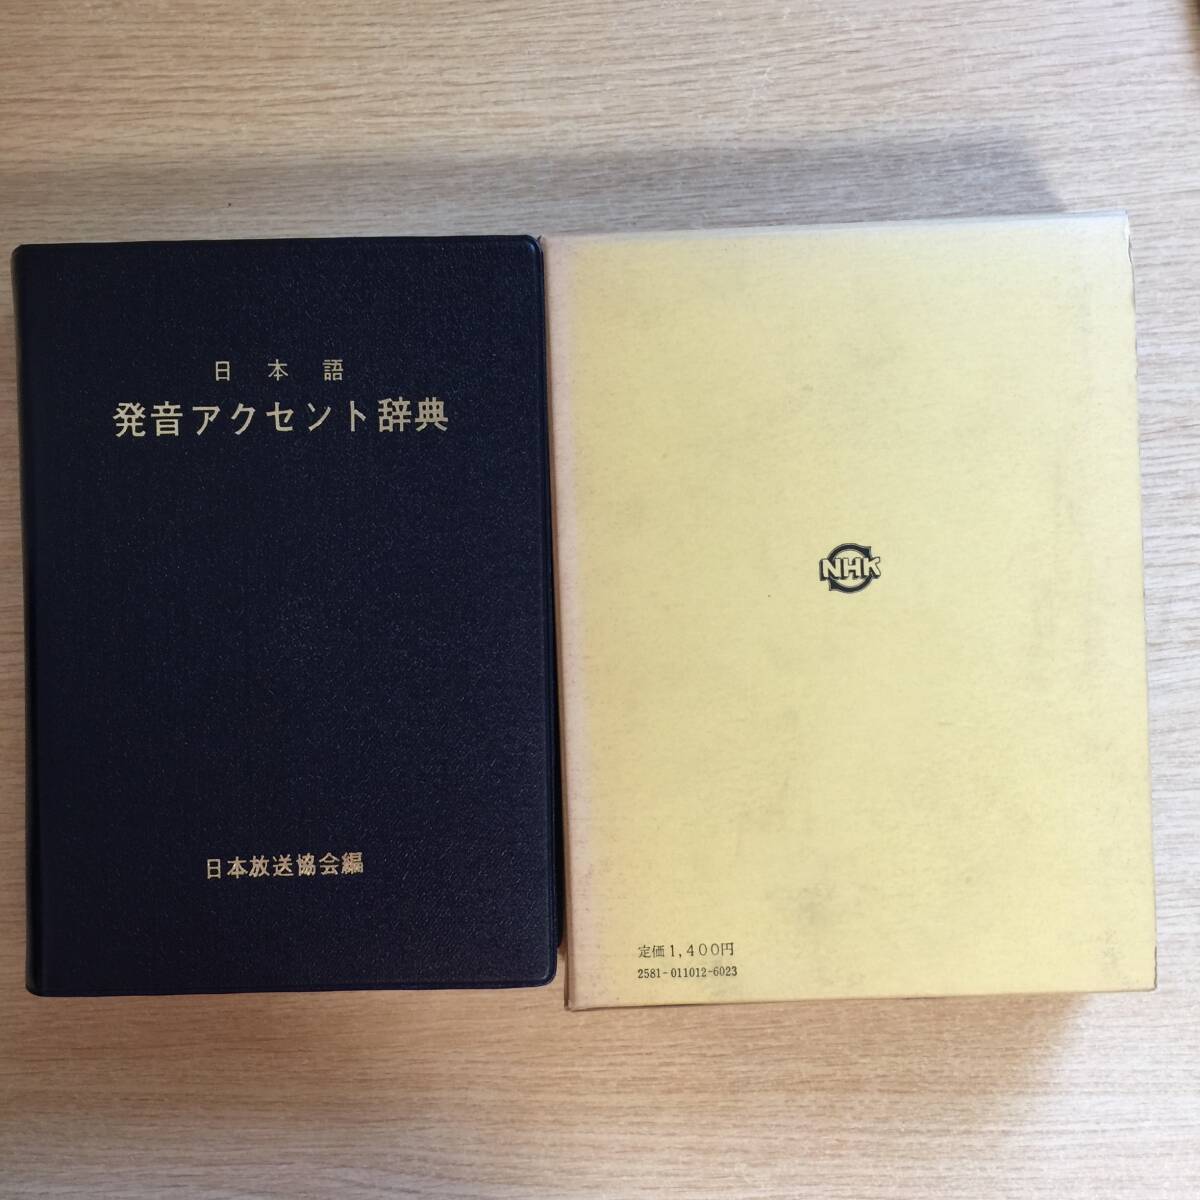 日本語
発音アクセント辞典
日本放送協会編
NHK
定価1,400円
2581-011012-6023